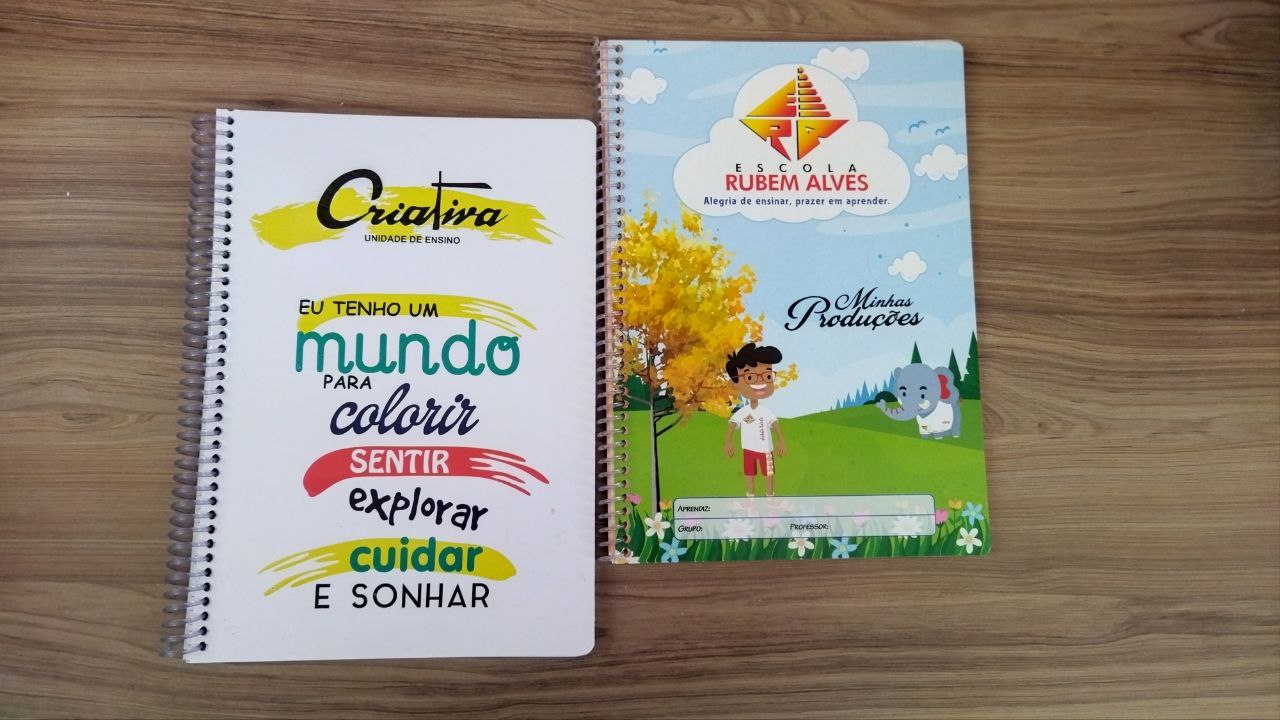 Criativa
UNIDADE DE ENSINO
EU TENHO UM
mundo
PARA
colorir
SENTIR
explorar
cuidar
E SONHAR
ERA
ESCOLA
RUBEM ALVES
Alegria de ensinar, prazer em aprender.
Minhas
Produções
APRENDIZ:
GRUPO: PROFESSOR: